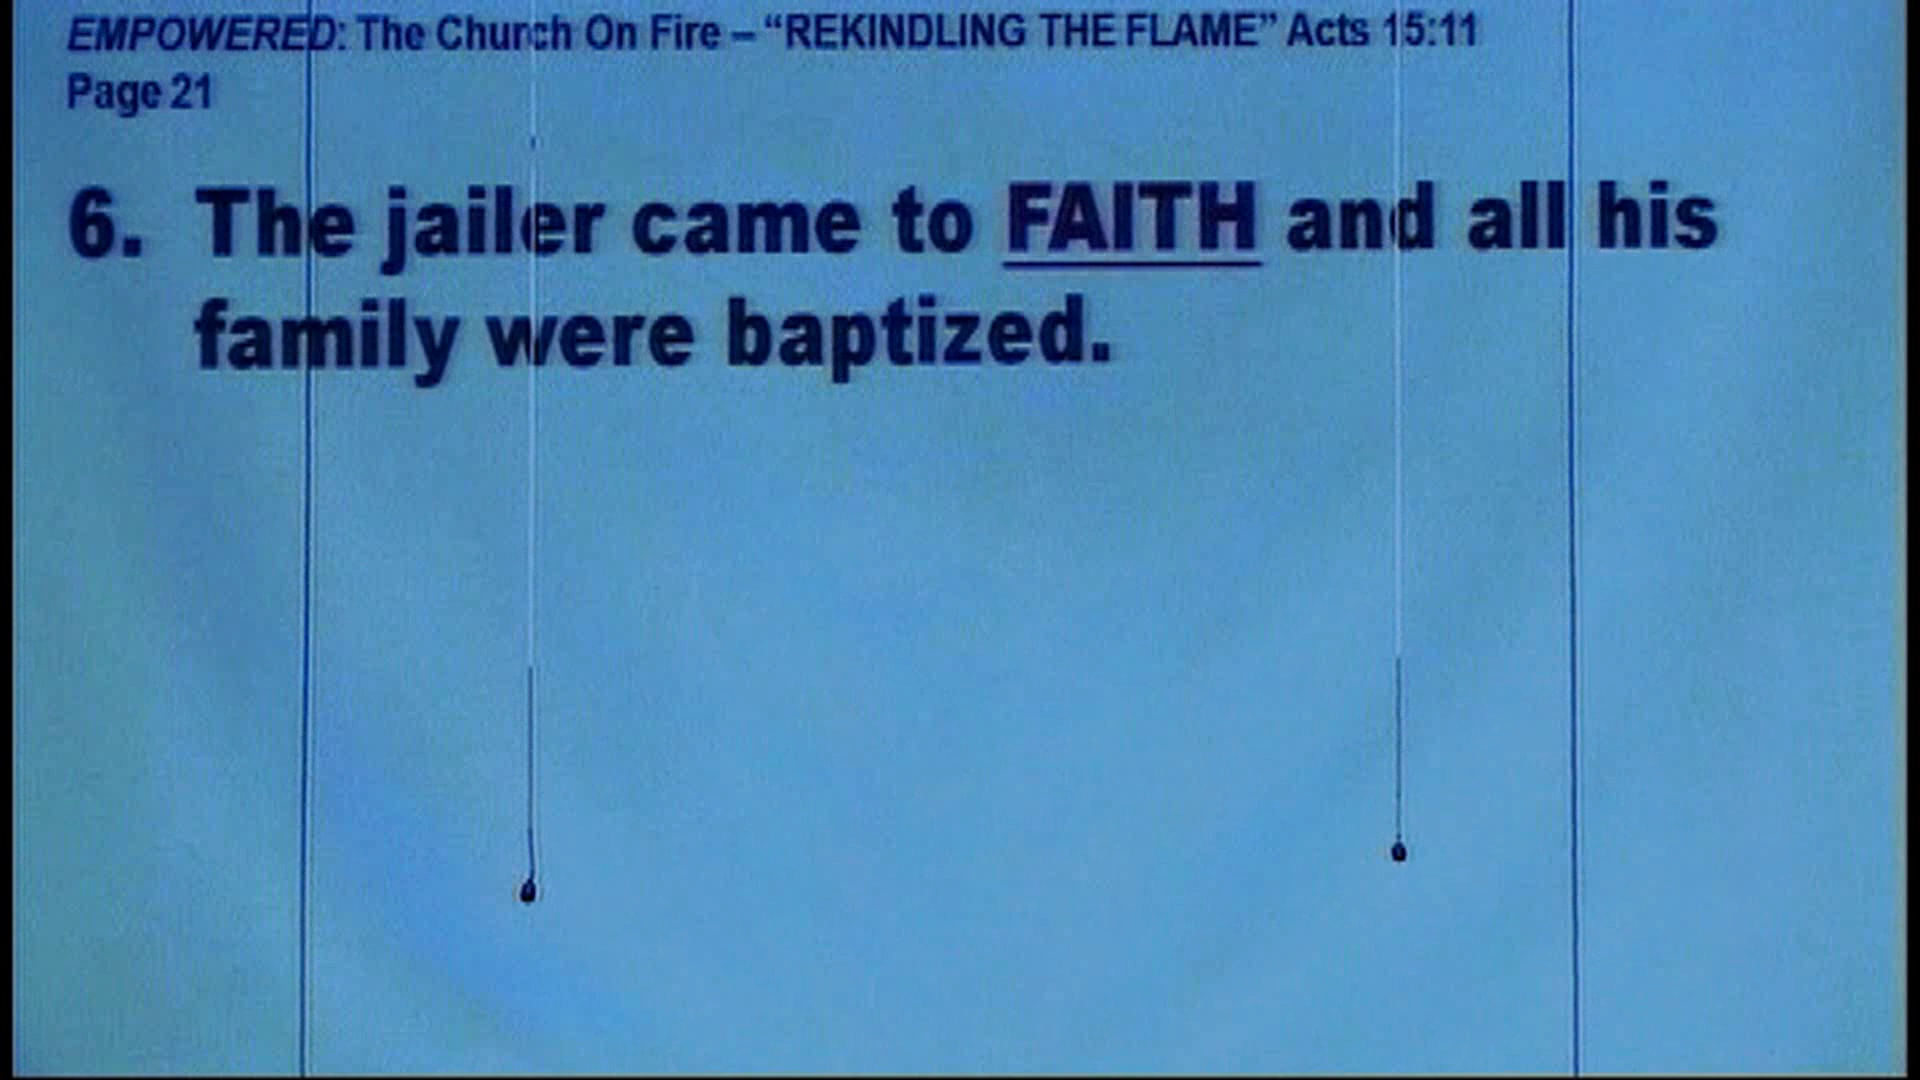 EMPOWERED: The Church On Fire – “REKINDLING THE FLAME” Acts 15:11
Page 21
6. The jailer came to FAITH and all his
family were baptized.